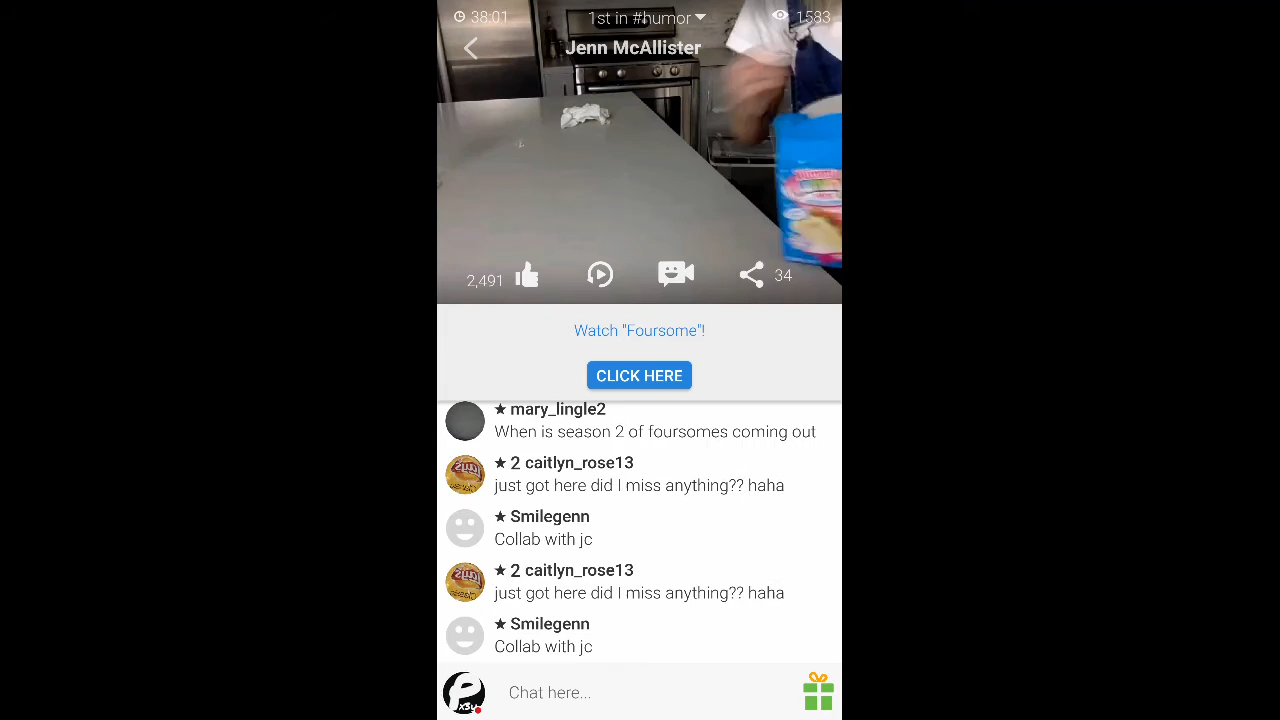 38:01
1st in #humor
1583
Jenn McAllister
2,491
34
Watch "Foursome"!
CLICK HERE
★ mary_lingle2
When is season 2 of foursomes coming out
★ 2 caitlyn_rose13
just got here did I miss anything?? haha
★ Smilegenn
Collab with jc
★ 2 caitlyn_rose13
just got here did I miss anything?? haha
★ Smilegenn
Collab with jc
Chat here...